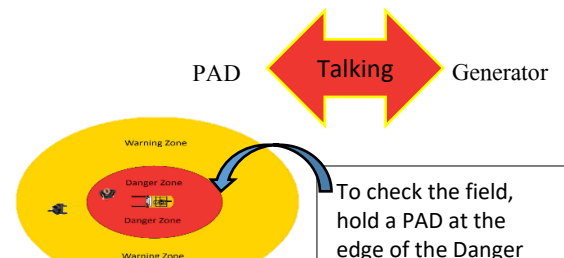 PAD Talking Generator
Warning Zone
Danger Zone
Danger Zone
Warning Zone
To check the field,
hold a PAD at the
edge of the Danger